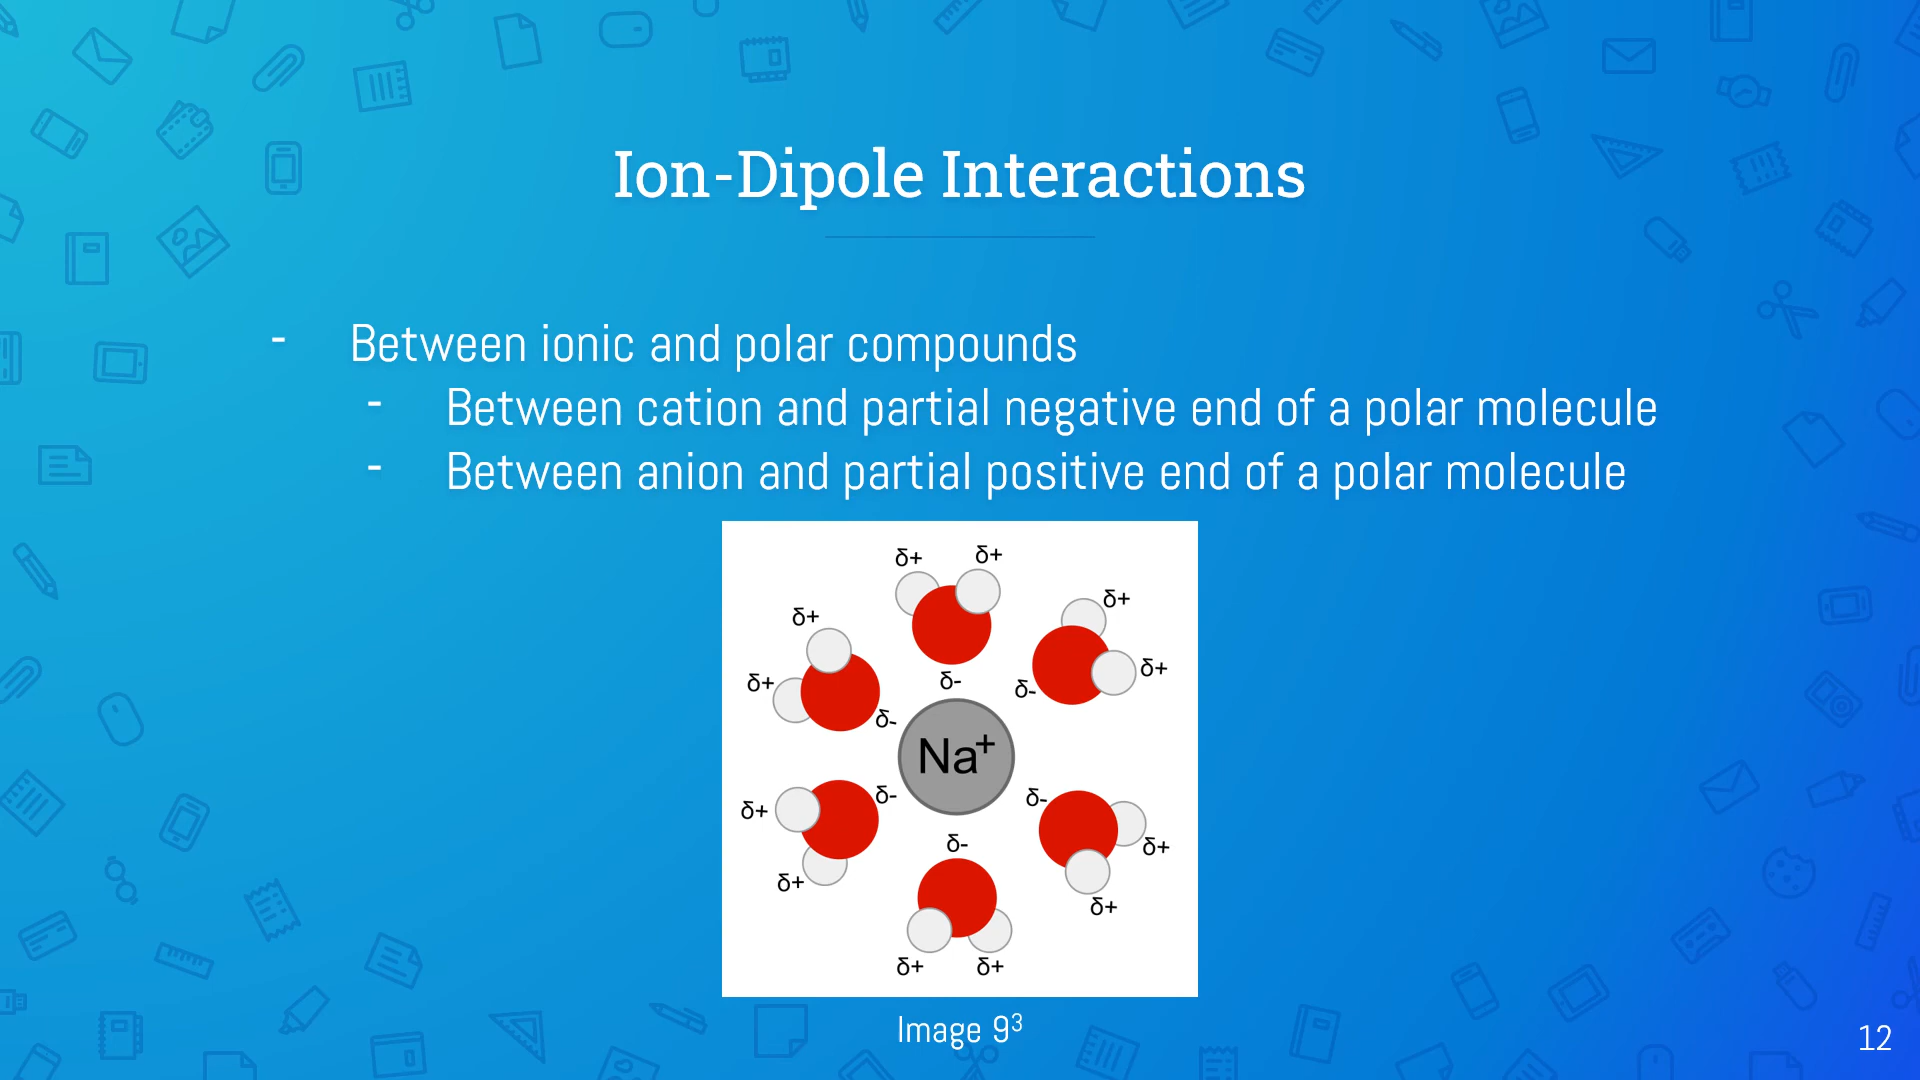 Ion-Dipole Interactions
- Between ionic and polar compounds
- Between cation and partial negative end of a polar molecule
- Between anion and partial positive end of a polar molecule
δ+ δ+
δ+
δ+
δ+ δ+
δ- δ-
δ-
Na⁺
δ- δ-
δ+
δ- δ+
δ+
δ+
δ+ δ+
Image 9³
12